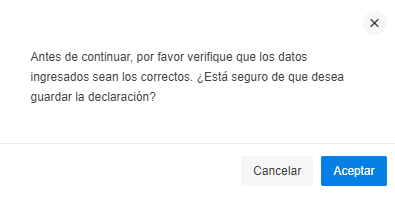 Antes de continuar, por favor verifique que los datos
ingresados sean los correctos. ¿Está seguro de que desea
guardar la declaración?
Cancelar
Aceptar